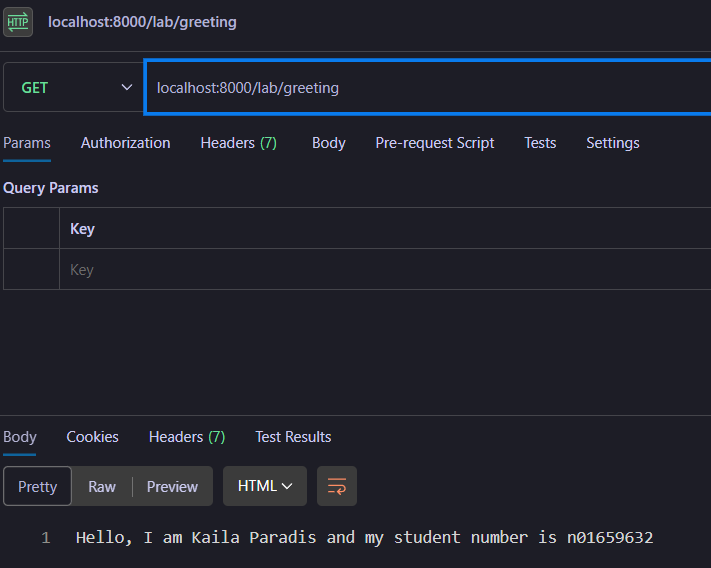 HTTP localhost:8000/lab/greeting
GET localhost:8000/lab/greeting
Params Authorization Headers (7) Body Pre-request Script Tests Settings
Query Params
Key
Key
Body Cookies Headers (7) Test Results
Pretty Raw Preview HTML
1 Hello, I am Kaila Paradis and my student number is n01659632